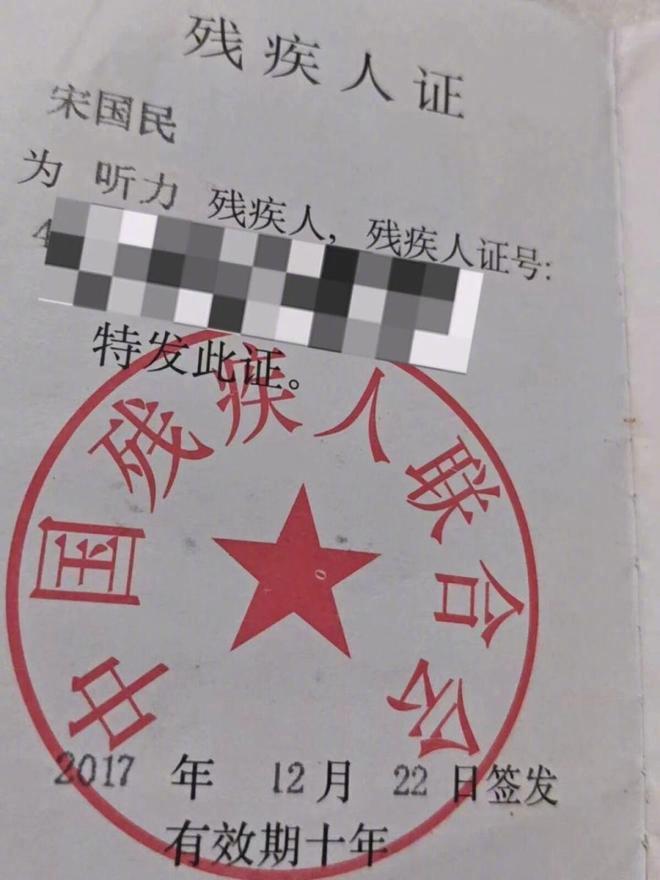 残疾人证
宋国民
为 听力 残疾人，残疾人证号:
4
特发此证。
中国残疾人联合会
2017 年 12 月 22 日签发
有效期十年